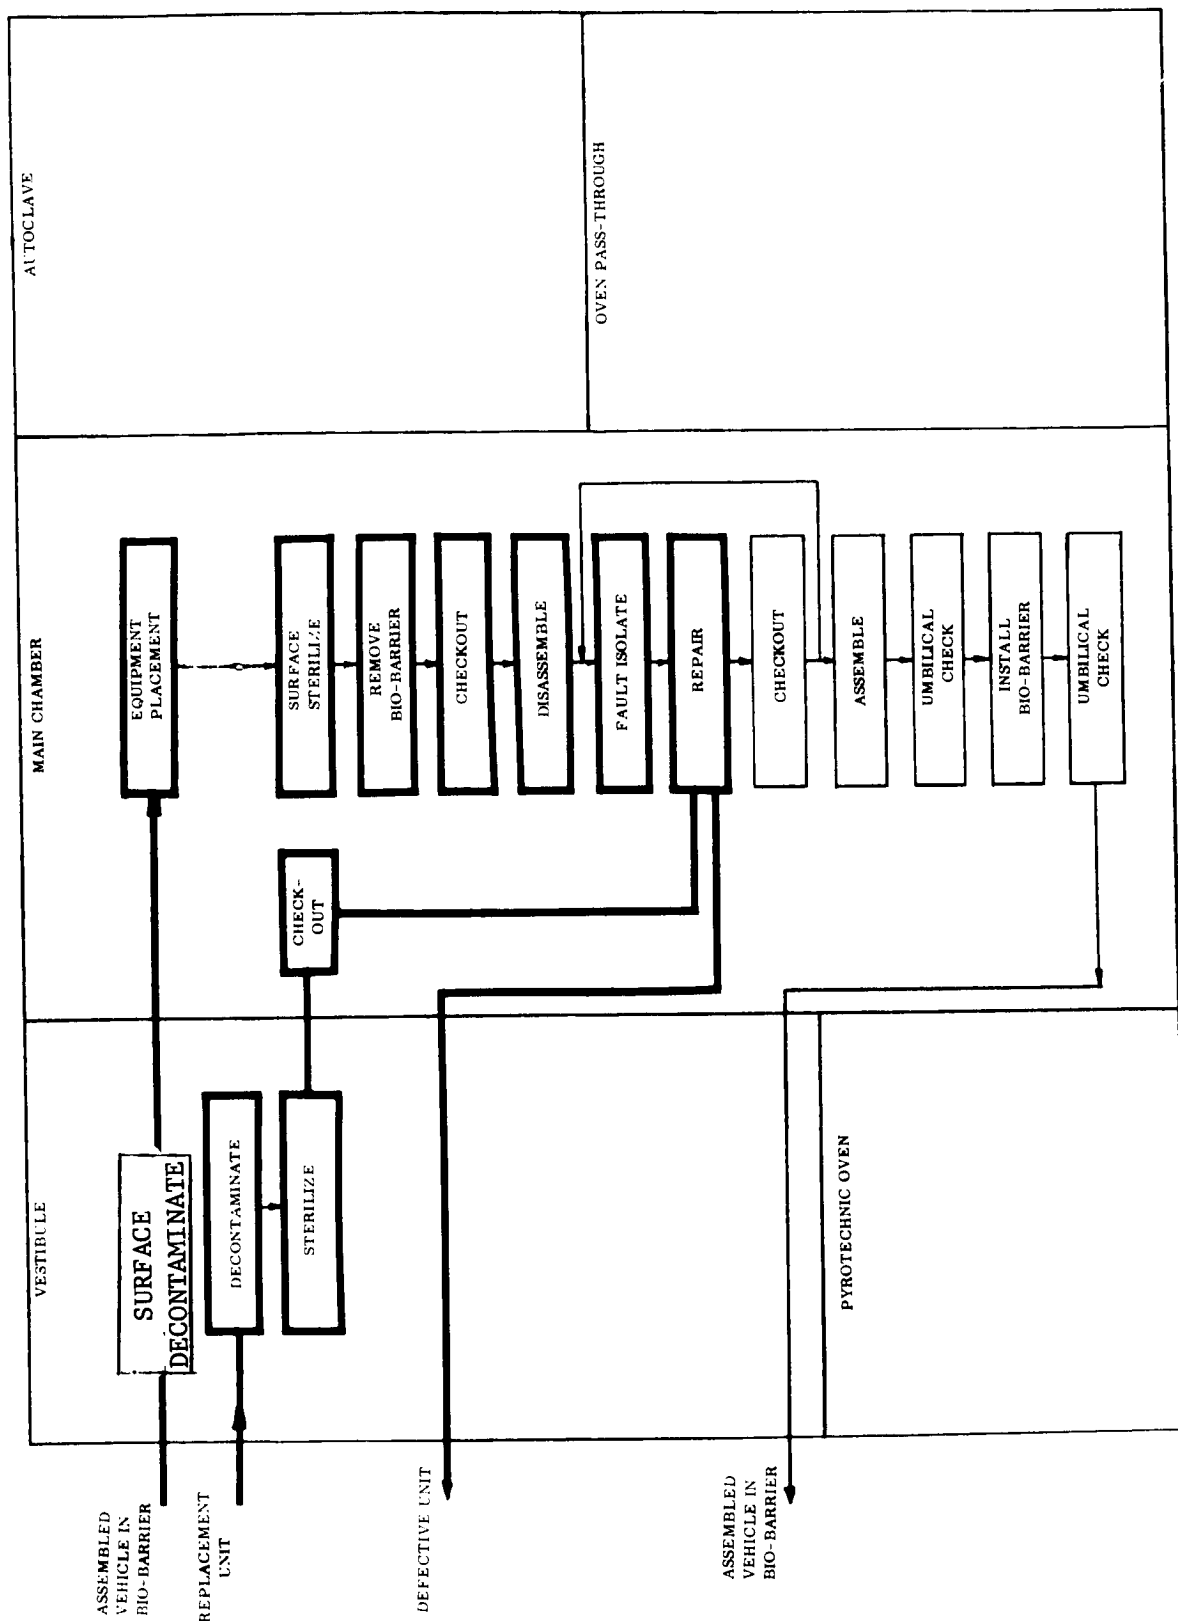 ASSEMBLED
VEHICLE IN
BIO-BARRIER
REPLACEMENT
UNIT
DEFECTIVE UNIT
ASSEMBLED
VEHICLE IN
BIO-BARRIER
VESTIBULE
SURFACE
DECONTAMINATE
DECONTAMINATE
STERILIZE
PYROTECHNIC OVEN
MAIN CHAMBER
EQUIPMENT
PLACEMENT
CHECK-
OUT
SURFACE
STERILIZE
REMOVE
BIO-BARRIER
CHECKOUT
DISASSEMBLE
FAULT ISOLATE
REPAIR
CHECKOUT
ASSEMBLE
UMBILICAL
CHECK
INSTALL
BIO-BARRIER
UMBILICAL
CHECK
AUTOCLAVE
OVEN PASS-THROUGH